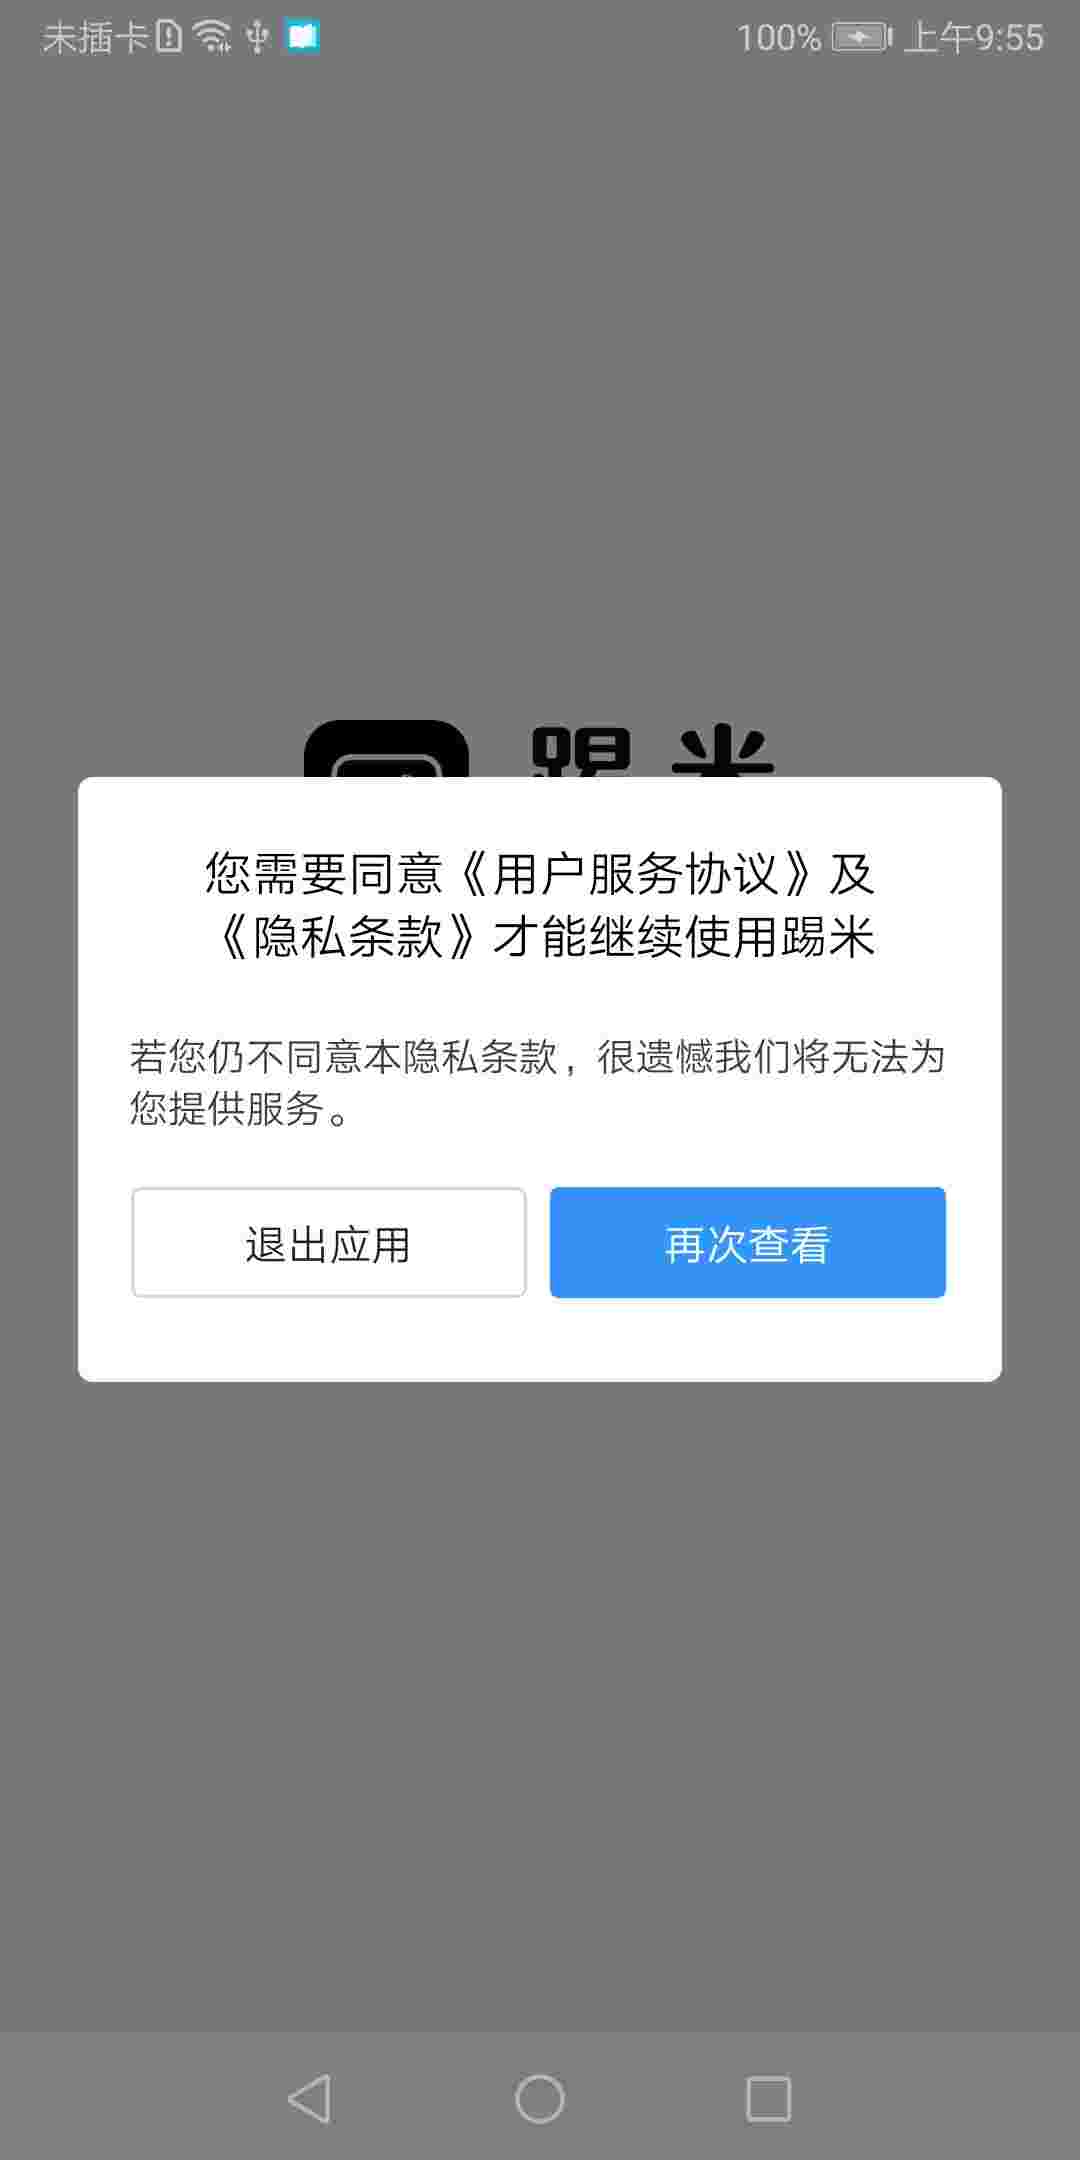 未插卡 100% 上午9:55
踢米
您需要同意《用户服务协议》及
《隐私条款》才能继续使用踢米
若您仍不同意本隐私条款，很遗憾我们将无法为
您提供服务。
退出应用 再次查看